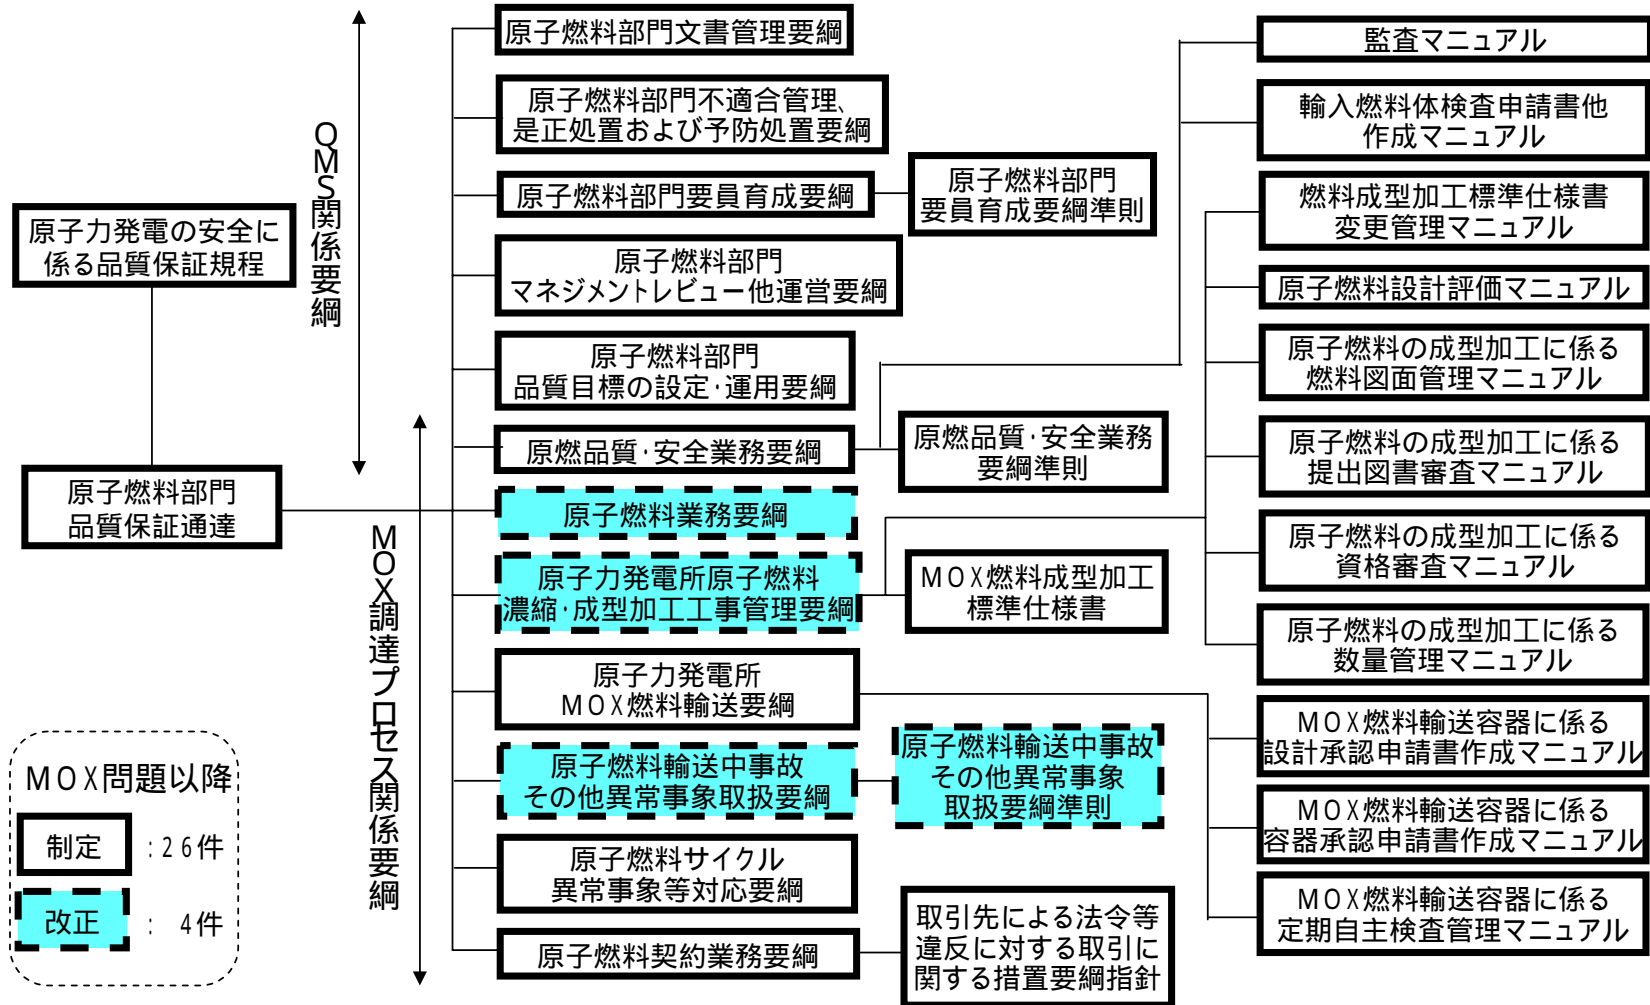 原子力発電の安全に
係る品質保証規程
原子燃料部門
品質保証通達
QMS関係要綱
MOX調達プロセス関係要綱
原子燃料部門文書管理要綱
原子燃料部門不適合管理、
是正処置および予防処置要綱
原子燃料部門要員育成要綱
原子燃料部門
マネジメントレビュー他運営要綱
原子燃料部門
品質目標の設定・運用要綱
原燃品質・安全業務要綱
原子燃料業務要綱
原子力発電所原子燃料
濃縮・成型加工工事管理要綱
原子力発電所
MOX燃料輸送要綱
原子燃料輸送中事故
その他異常事象取扱要綱
原子燃料サイクル
異常事象等対応要綱
原子燃料契約業務要綱
原子燃料部門
要員育成要綱準則
原燃品質・安全業務
要綱準則
MOX燃料成型加工
標準仕様書
原子燃料輸送中事故
その他異常事象
取扱要綱準則
取引先による法令等
違反に対する取引に
関する措置要綱指針
監査マニュアル
輸入燃料体検査申請書他
作成マニュアル
燃料成型加工標準仕様書
変更管理マニュアル
原子燃料設計評価マニュアル
原子燃料の成型加工に係る
燃料図面管理マニュアル
原子燃料の成型加工に係る
提出図書審査マニュアル
原子燃料の成型加工に係る
資格審査マニュアル
原子燃料の成型加工に係る
数量管理マニュアル
MOX燃料輸送容器に係る
設計承認申請書作成マニュアル
MOX燃料輸送容器に係る
容器承認申請書作成マニュアル
MOX燃料輸送容器に係る
定期自主検査管理マニュアル
MOX問題以降
制定 :26件
改正 : 4件